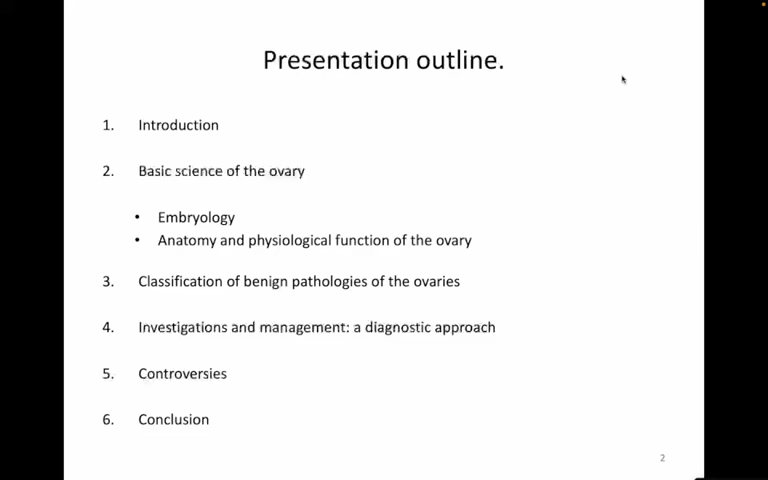 Presentation outline.
1. Introduction
2. Basic science of the ovary
• Embryology
• Anatomy and physiological function of the ovary
3. Classification of benign pathologies of the ovaries
4. Investigations and management: a diagnostic approach
5. Controversies
6. Conclusion
2